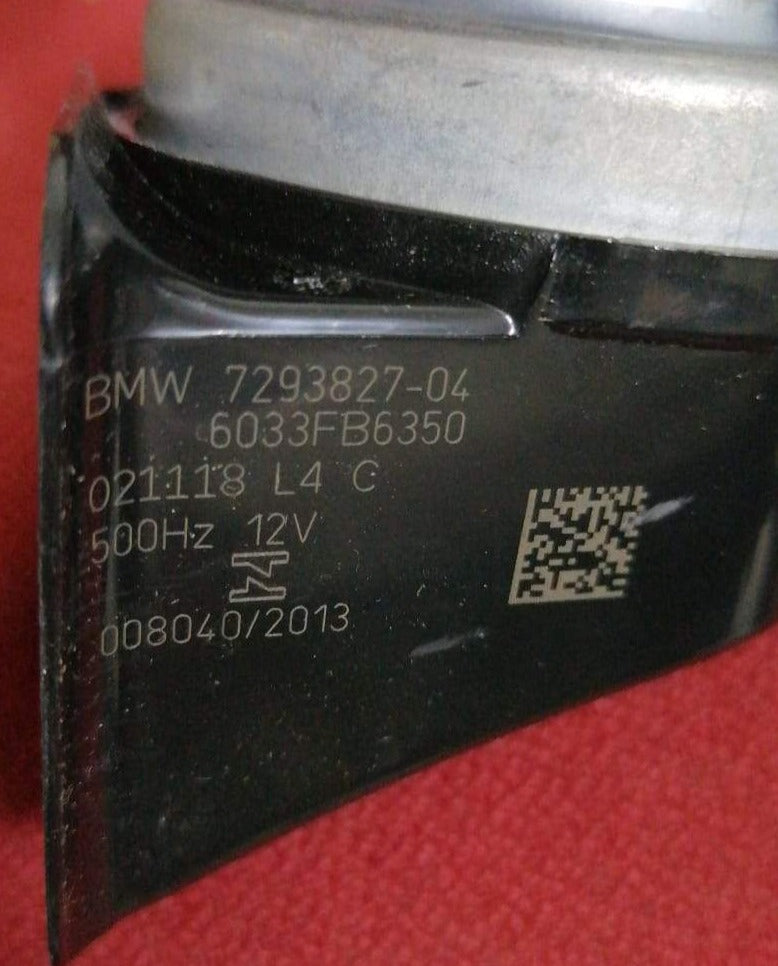 BMW 7293827-04
6033FB6350
021118 L4 C
500Hz 12V
008040/2013